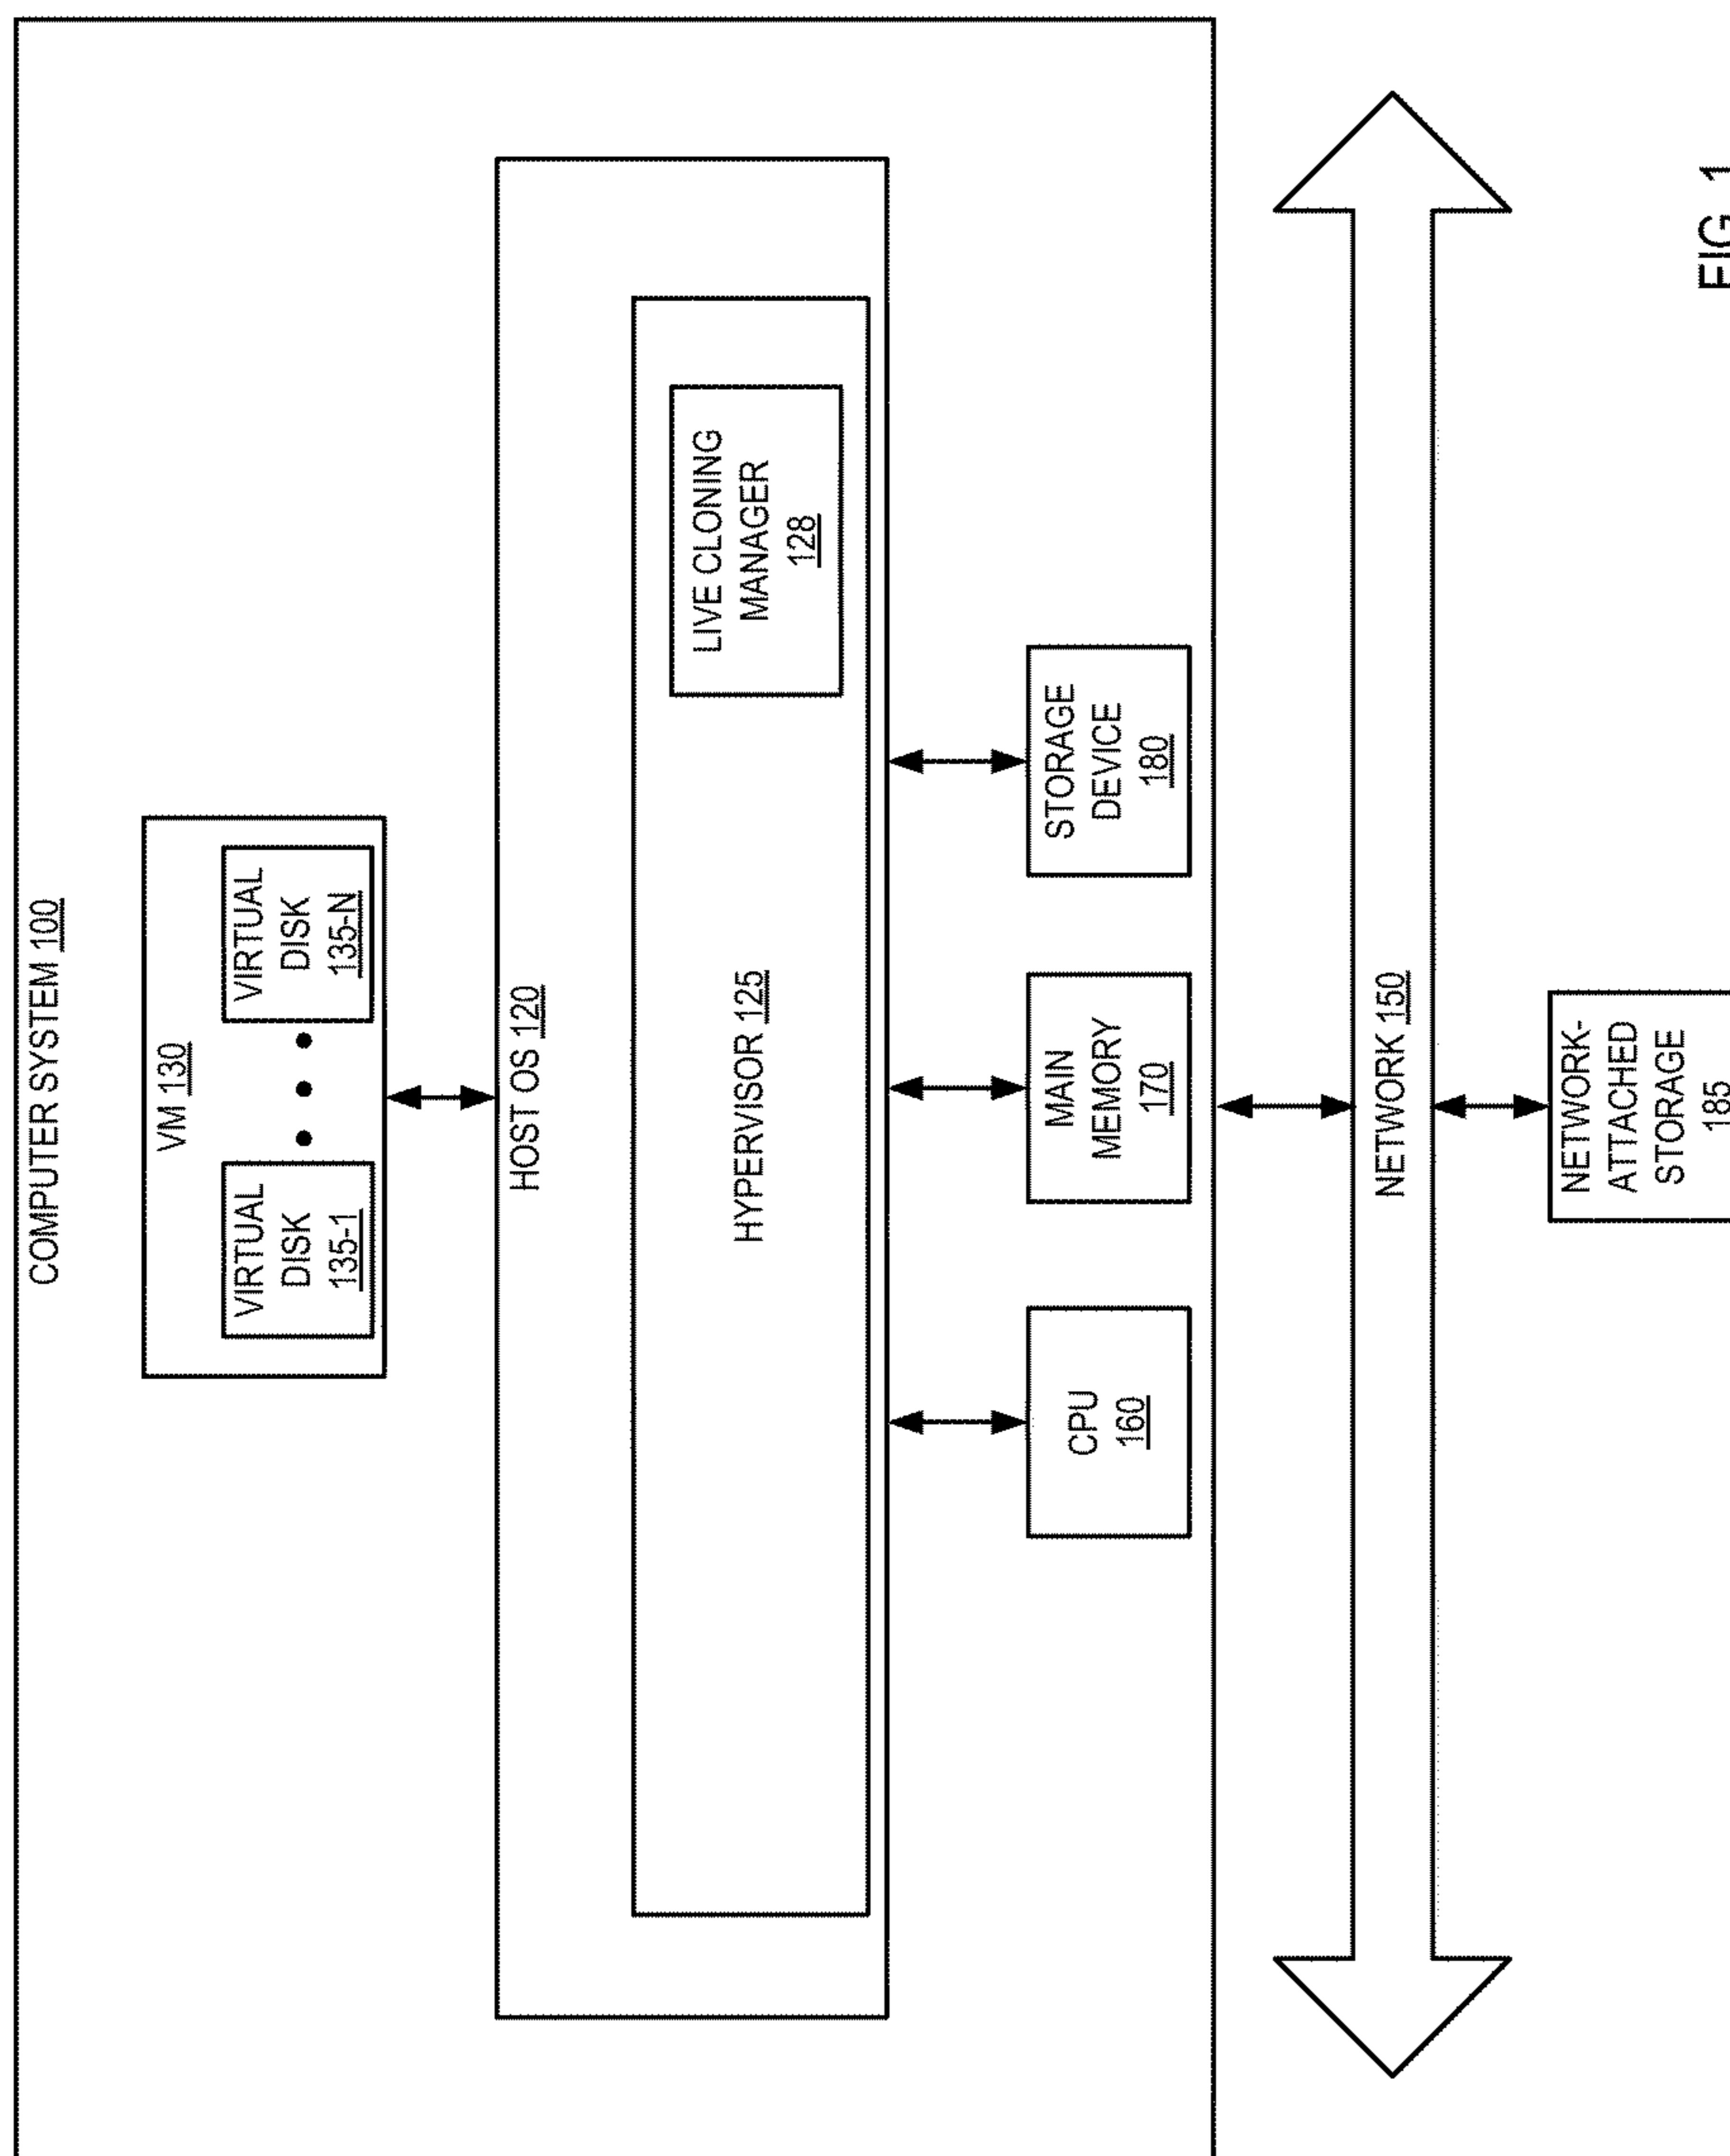 COMPUTER SYSTEM 100
VM 130
VIRTUAL
DISK
135-1
VIRTUAL
DISK
135-N
HOST OS 120
HYPERVISOR 125
LIVE CLONING
MANAGER
128
CPU
160
MAIN
MEMORY
170
STORAGE
DEVICE
180
NETWORK 150
NETWORK-
ATTACHED
STORAGE
185
FIG. 1